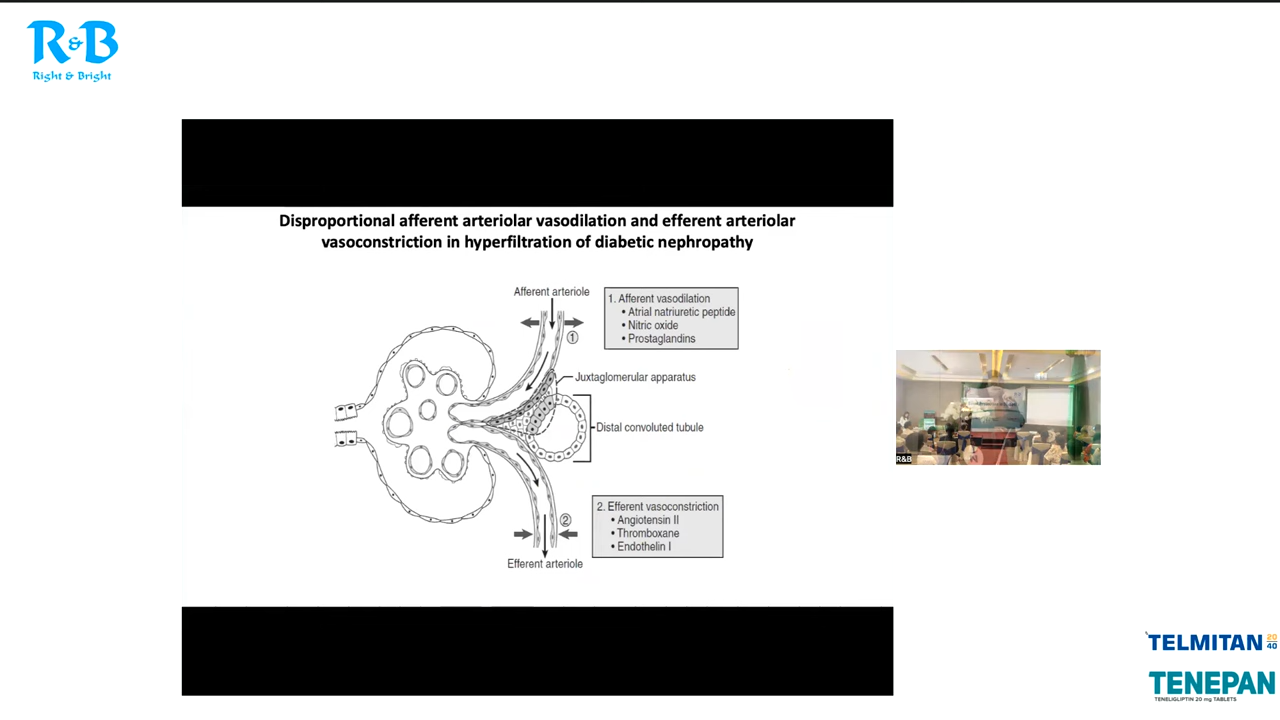 R&B
Right & Bright
Disproportional afferent arteriolar vasodilation and efferent arteriolar
vasoconstriction in hyperfiltration of diabetic nephropathy
Afferent arteriole
1. Afferent vasodilation
• Atrial natriuretic peptide
• Nitric oxide
• Prostaglandins
1
Juxtaglomerular apparatus
Distal convoluted tubule
2. Efferent vasoconstriction
• Angiotensin II
• Thromboxane
• Endothelin I
2
Efferent arteriole
R&B
TELMITAN 20 40
TENEPAN
TENELIGLIPTIN 20 mg TABLETS